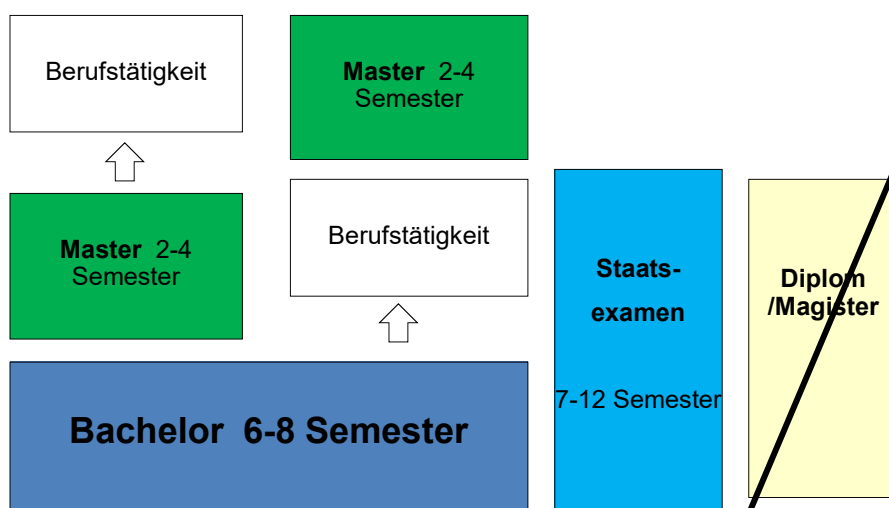 Berufstätigkeit
Master 2-4
Semester
Master 2-4
Semester
Berufstätigkeit
Bachelor 6-8 Semester
Staats-
examen
7-12 Semester
Diplom
/Magister